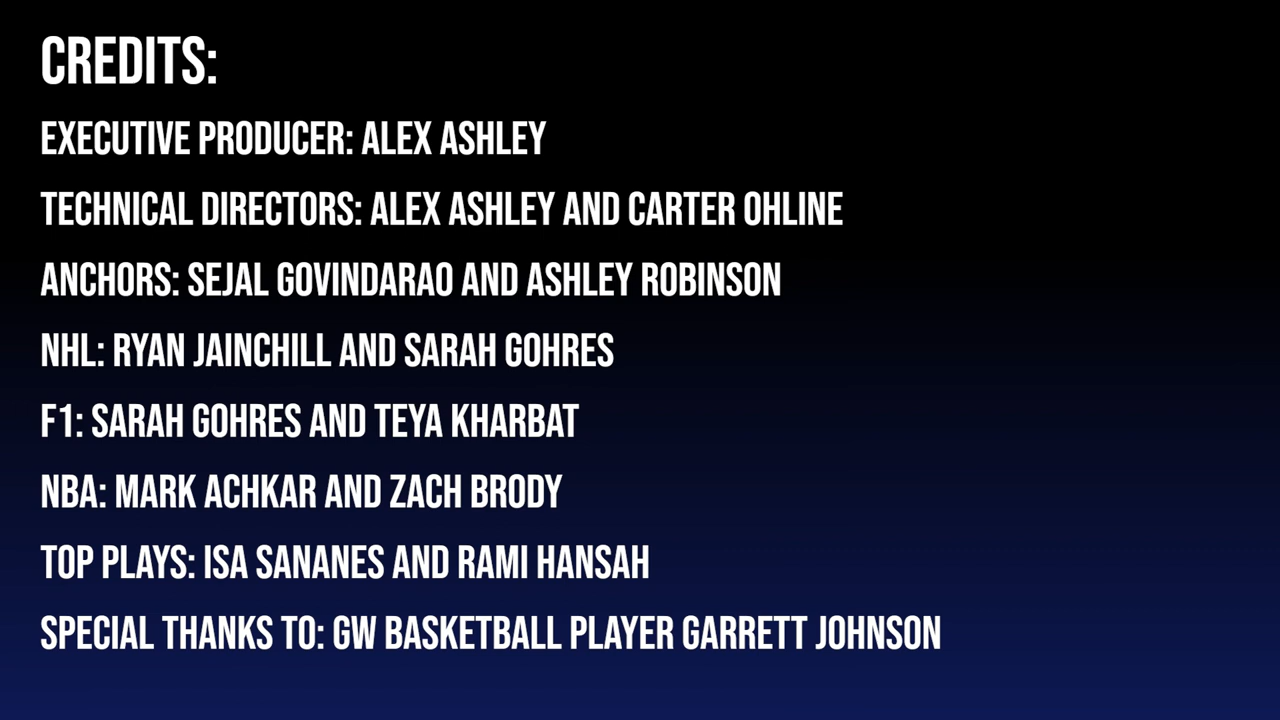 CREDITS:
EXECUTIVE PRODUCER: ALEX ASHLEY
TECHNICAL DIRECTORS: ALEX ASHLEY AND CARTER OHLINE
ANCHORS: SEJAL GOVINDARAO AND ASHLEY ROBINSON
NHL: RYAN JAINCHILL AND SARAH GOHRES
F1: SARAH GOHRES AND TEYA KHARBAT
NBA: MARK ACHKAR AND ZACH BRODY
TOP PLAYS: ISA SANANES AND RAMI HANSAH
SPECIAL THANKS TO: GW BASKETBALL PLAYER GARRETT JOHNSON